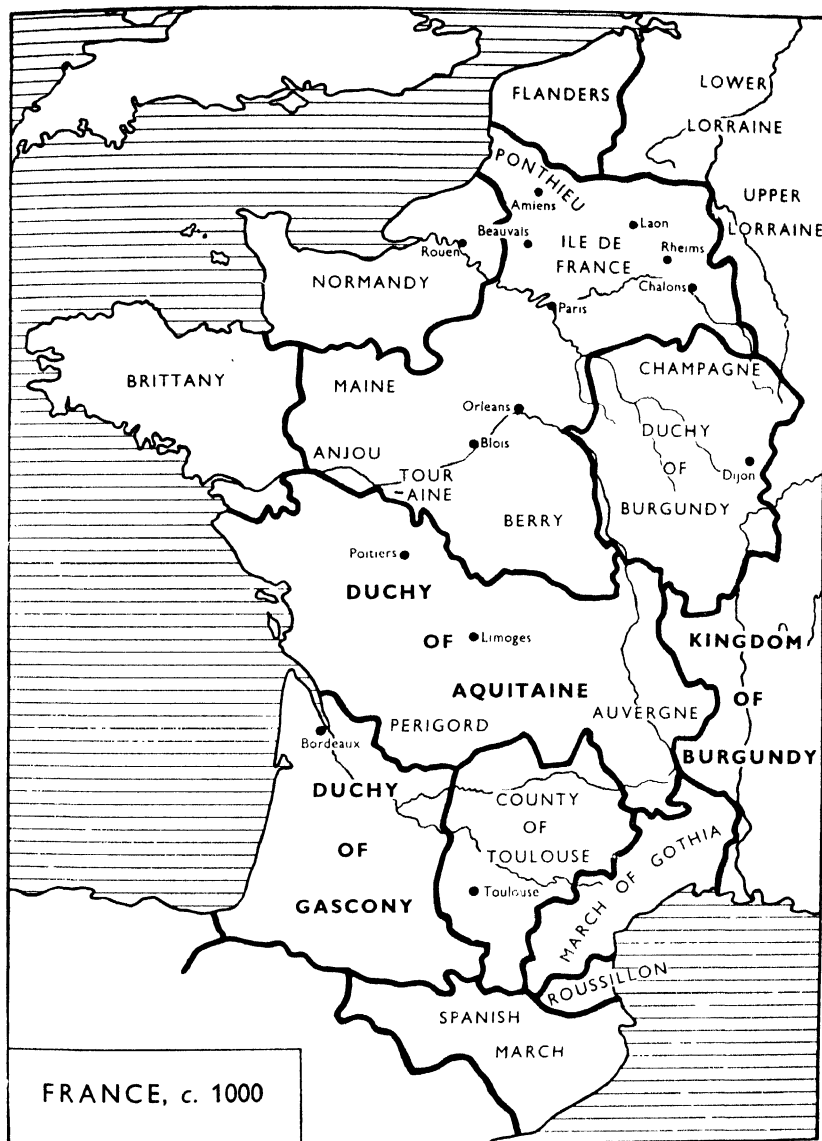 FLANDERS
LOWER
LORRAINE
PONTHIEU
Amiens
UPPER
LORRAINE
Laon
Beauvais
Rouen
ILE DE
FRANCE
Rheims
NORMANDY
Chalons
Paris
CHAMPAGNE
BRITTANY
MAINE
Orleans
DUCHY
OF
BURGUNDY
Blois
Dijon
ANJOU
TOUR
-AINE
BERRY
Poitiers
DUCHY
OF
AQUITAINE
Limoges
KINGDOM
OF
BURGUNDY
PERIGORD
AUVERGNE
Bordeaux
DUCHY
OF
GASCONY
COUNTY
OF
TOULOUSE
Toulouse
MARCH OF GOTHIA
ROUSSILLON
SPANISH
MARCH
FRANCE, c. 1000